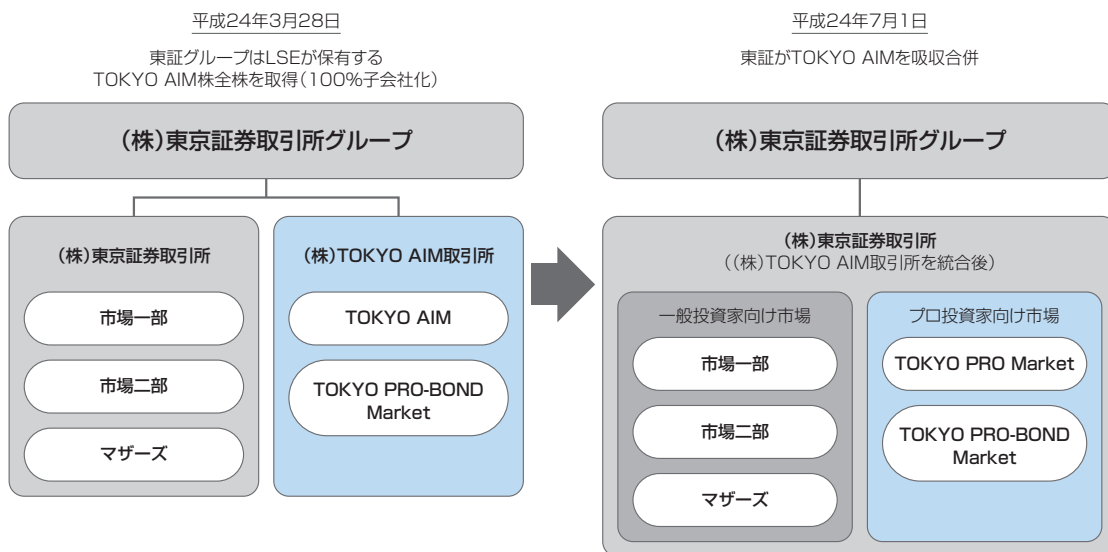 平成24年3月28日
東証グループはLSEが保有する
TOKYO AIM株全株を取得(100%子会社化)
(株)東京証券取引所グループ
(株)東京証券取引所
市場一部
市場二部
マザーズ
(株)TOKYO AIM取引所
TOKYO AIM
TOKYO PRO-BOND
Market
平成24年7月1日
東証がTOKYO AIMを吸収合併
(株)東京証券取引所グループ
(株)東京証券取引所
((株)TOKYO AIM取引所を統合後)
一般投資家向け市場
市場一部
市場二部
マザーズ
プロ投資家向け市場
TOKYO PRO Market
TOKYO PRO-BOND
Market